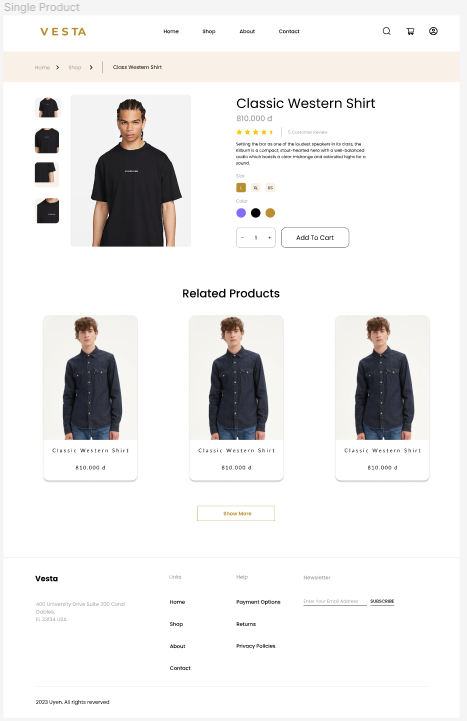 Single Product
VESTA
Home
Shop
About
Contact
Home
Shop
Class Western Shirt
Classic Western Shirt
810.000 đ
5 Customer Review
Setting the bar as one of the loudest speakers in its class, the
Kilburn is a compact, stout-hearted hero with a well-balanced
audio which boasts a clear midrange and extended highs for a
sound.
Size
L
XL
XS
Color
- 1 +
Add To Cart
Related Products
Classic Western Shirt
810.000 đ
Classic Western Shirt
810.000 đ
Classic Western Shirt
810.000 đ
Show More
Vesta
400 University Drive Suite 200 Coral
Gables,
FL 33134 USA
Links
Home
Shop
About
Contact
Help
Payment Options
Returns
Privacy Policies
Newsletter
Enter Your Email Address
SUBSCRIBE
2023 Uyen. All rights reverved